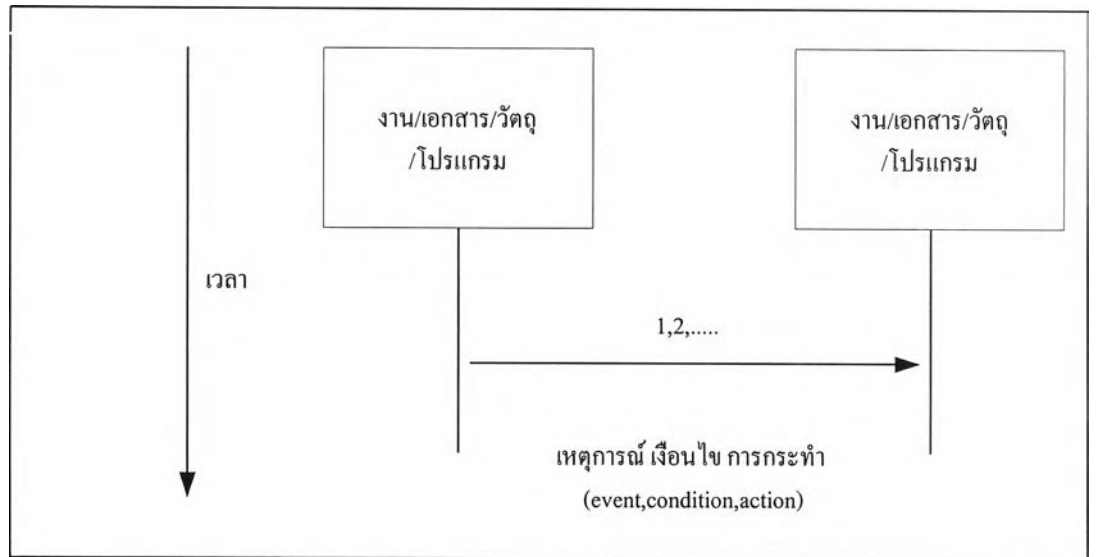 งาน/เอกสาร/วัตถุ
/โปรแกรม
งาน/เอกสาร/วัตถุ
/โปรแกรม
เวลา
1,2,.....
เหตุการณ์ เงื่อนไข การกระทำ
(event,condition,action)